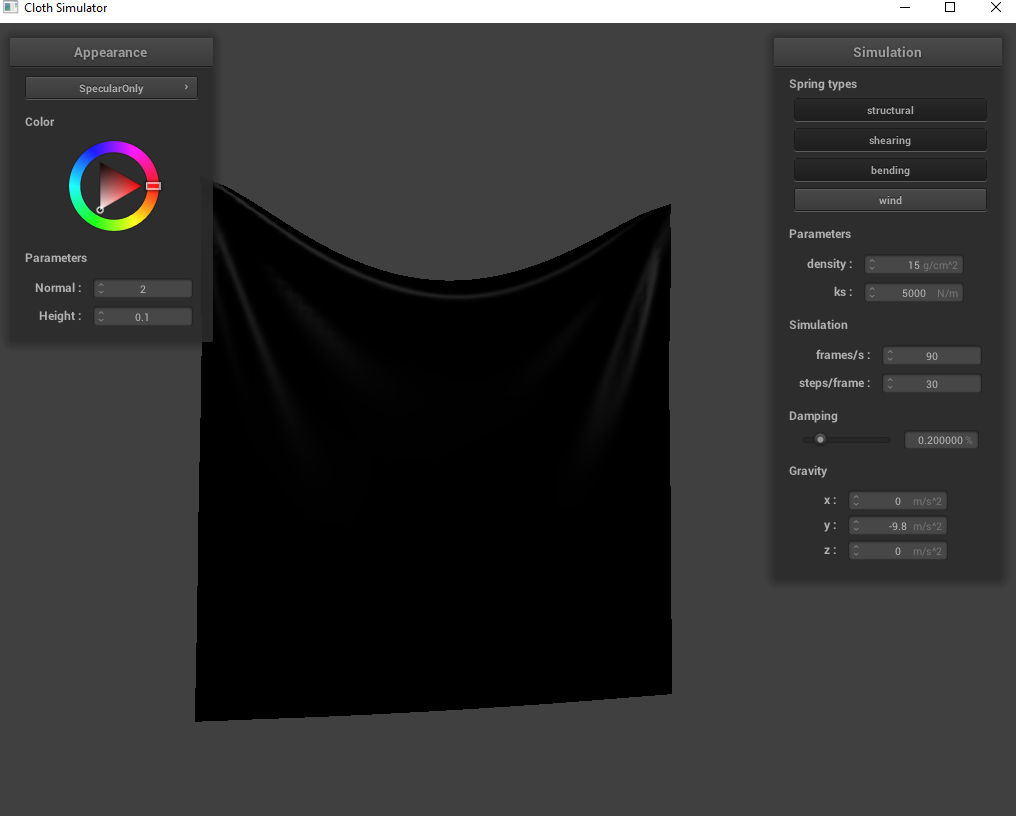 Cloth Simulator
Appearance
SpecularOnly
Color
Parameters
Normal : 2
Height : 0.1
Simulation
Spring types
structural
shearing
bending
wind
Parameters
density : 15 g/cm^2
ks : 5000 N/m
Simulation
frames/s : 90
steps/frame : 30
Damping
0.200000 %
Gravity
x : 0 m/s^2
y : -9.8 m/s^2
z : 0 m/s^2